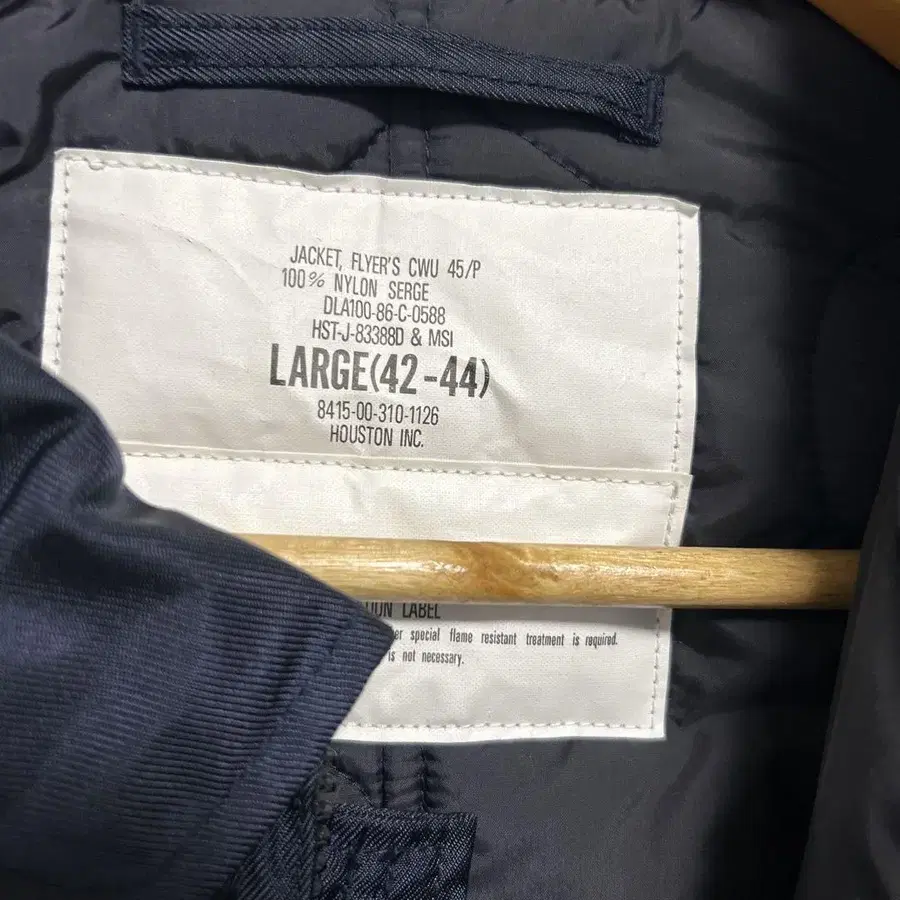 JACKET, FLYER'S CWU 45/P
100% NYLON SERGE
DLA100-86-C-0588
HST-J-83388D & MSI
LARGE(42-44)
8415-00-310-1126
HOUSTON INC.
LABEL
special flame resistant treatment is required.
is not necessary.